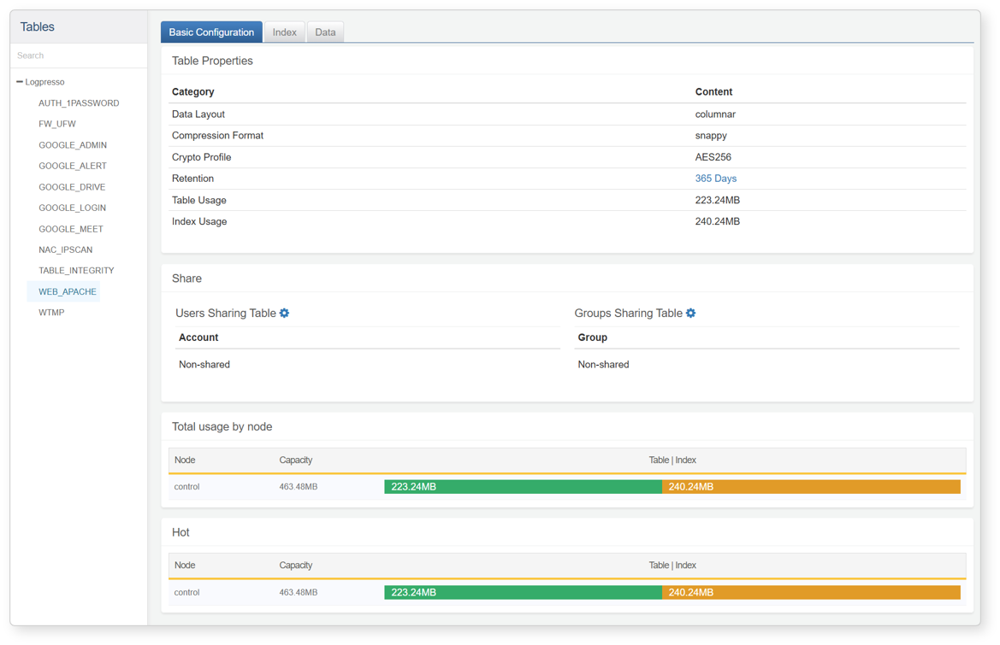 Tables
Search
Logpresso
AUTH_1PASSWORD
FW_UFW
GOOGLE_ADMIN
GOOGLE_ALERT
GOOGLE_DRIVE
GOOGLE_LOGIN
GOOGLE_MEET
NAC_IPSCAN
TABLE_INTEGRITY
WEB_APACHE
WTMP
Basic Configuration Index Data
Table Properties
Category Content
Data Layout columnar
Compression Format snappy
Crypto Profile AES256
Retention 365 Days
Table Usage 223.24MB
Index Usage 240.24MB
Share
Users Sharing Table Groups Sharing Table
Account Group
Non-shared Non-shared
Total usage by node
Node Capacity Table | Index
control 463.48MB 223.24MB 240.24MB
Hot
Node Capacity Table | Index
control 463.48MB 223.24MB 240.24MB